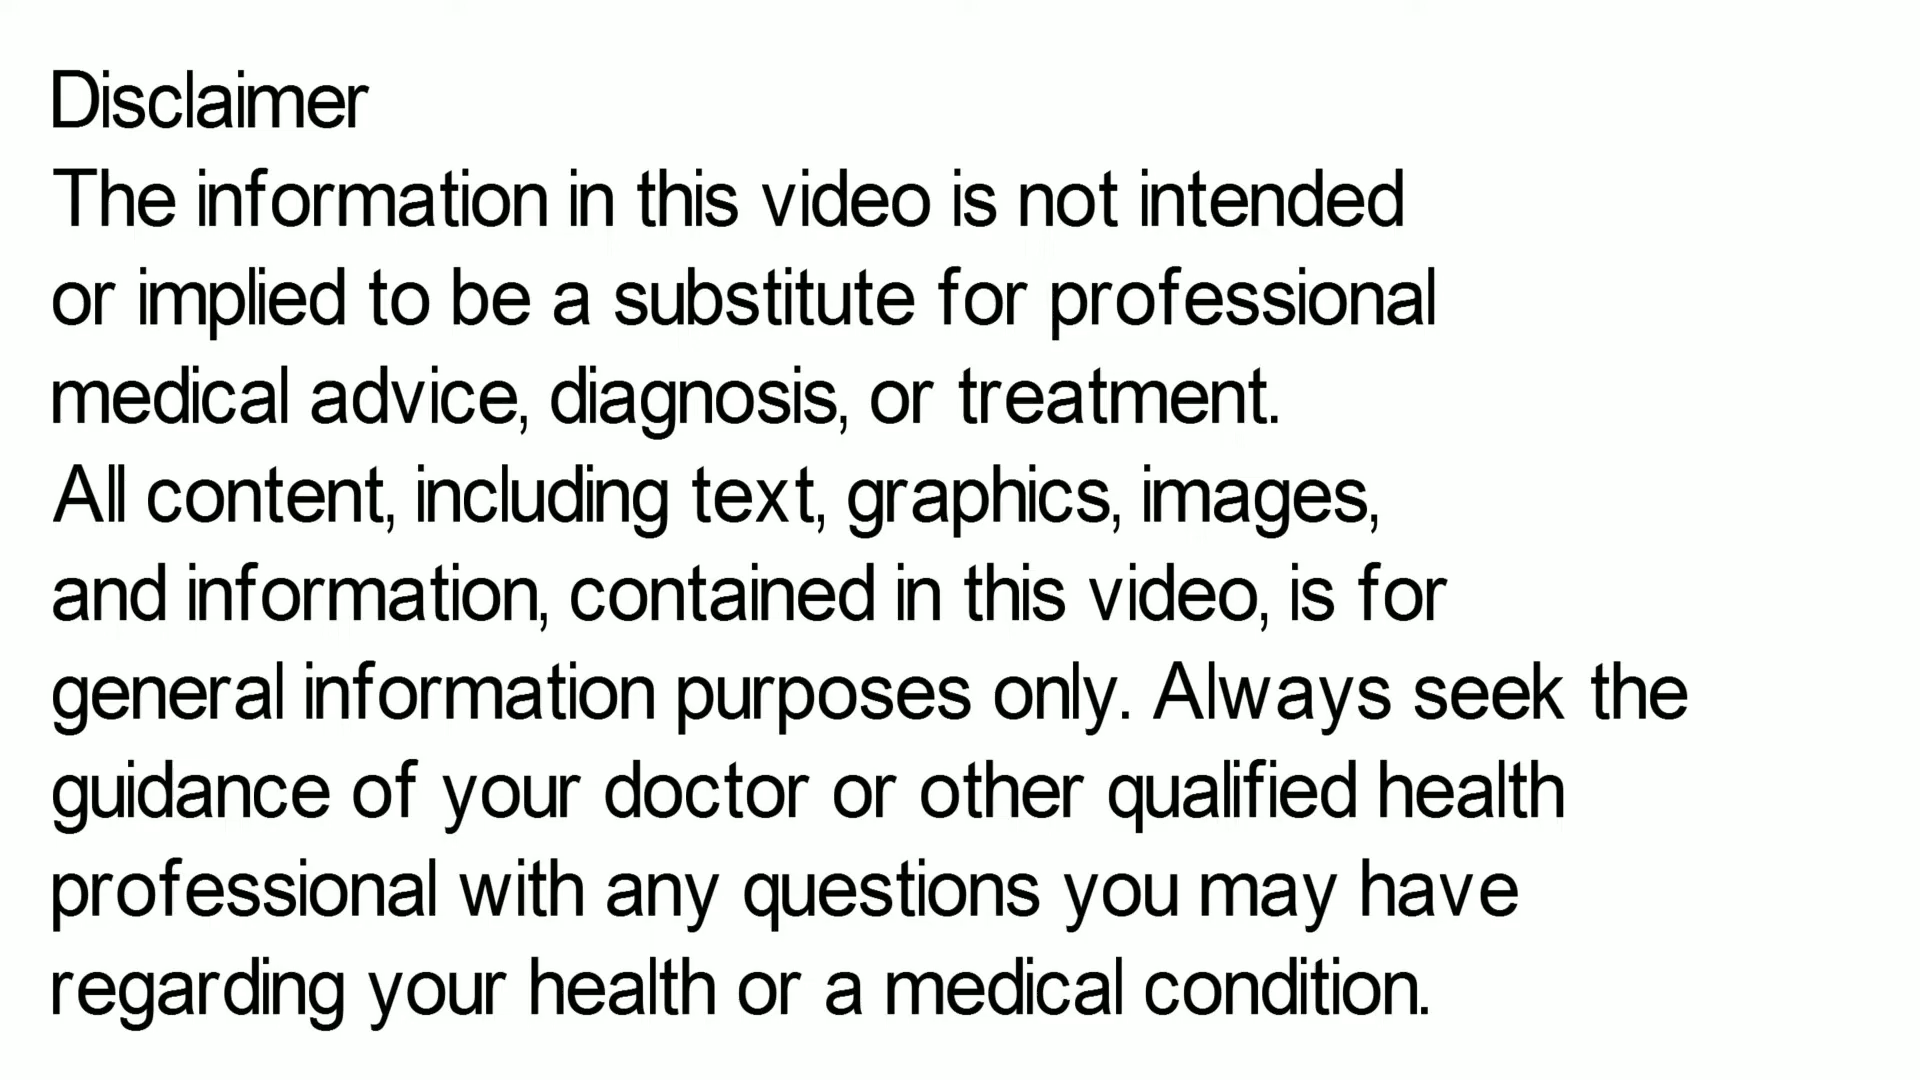 Disclaimer
The information in this video is not intended
or implied to be a substitute for professional
medical advice, diagnosis, or treatment.
All content, including text, graphics, images,
and information, contained in this video, is for
general information purposes only. Always seek the
guidance of your doctor or other qualified health
professional with any questions you may have
regarding your health or a medical condition.